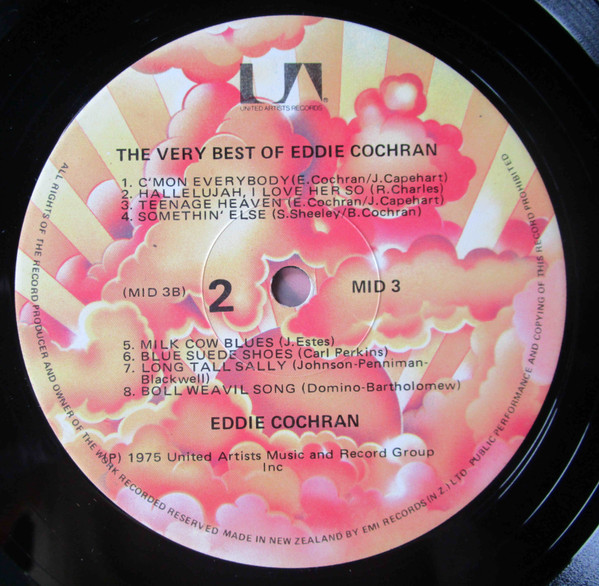 UA
UNITED ARTISTS RECORDS
THE VERY BEST OF EDDIE COCHRAN
1. C'MON EVERYBODY (E. Cochran/J. Capehart)
2. HALLELUJAH, I LOVE HER SO (R. Charles)
3. TEENAGE HEAVEN (E. Cochran/J. Capehart)
4. SOMETHIN' ELSE (S. Sheeley/B. Cochran)
(MID 3B)
2
MID 3
5. MILK COW BLUES (J. Estes)
6. BLUE SUEDE SHOES (Carl Perkins)
7. LONG TALL SALLY (Johnson-Penniman-
Blackwell)
8. BOLL WEAVIL SONG (Domino-Bartholomew)
EDDIE COCHRAN
(P) 1975 United Artists Music and Record Group
Inc
ALL RIGHTS OF THE RECORD PRODUCER AND OWNER OF THE WORK RECORDED RESERVED MADE IN NEW ZEALAND BY EMI RECORDS (N.Z.) LTD. PUBLIC PERFORMANCE AND COPYING OF THIS RECORD PROHIBITED